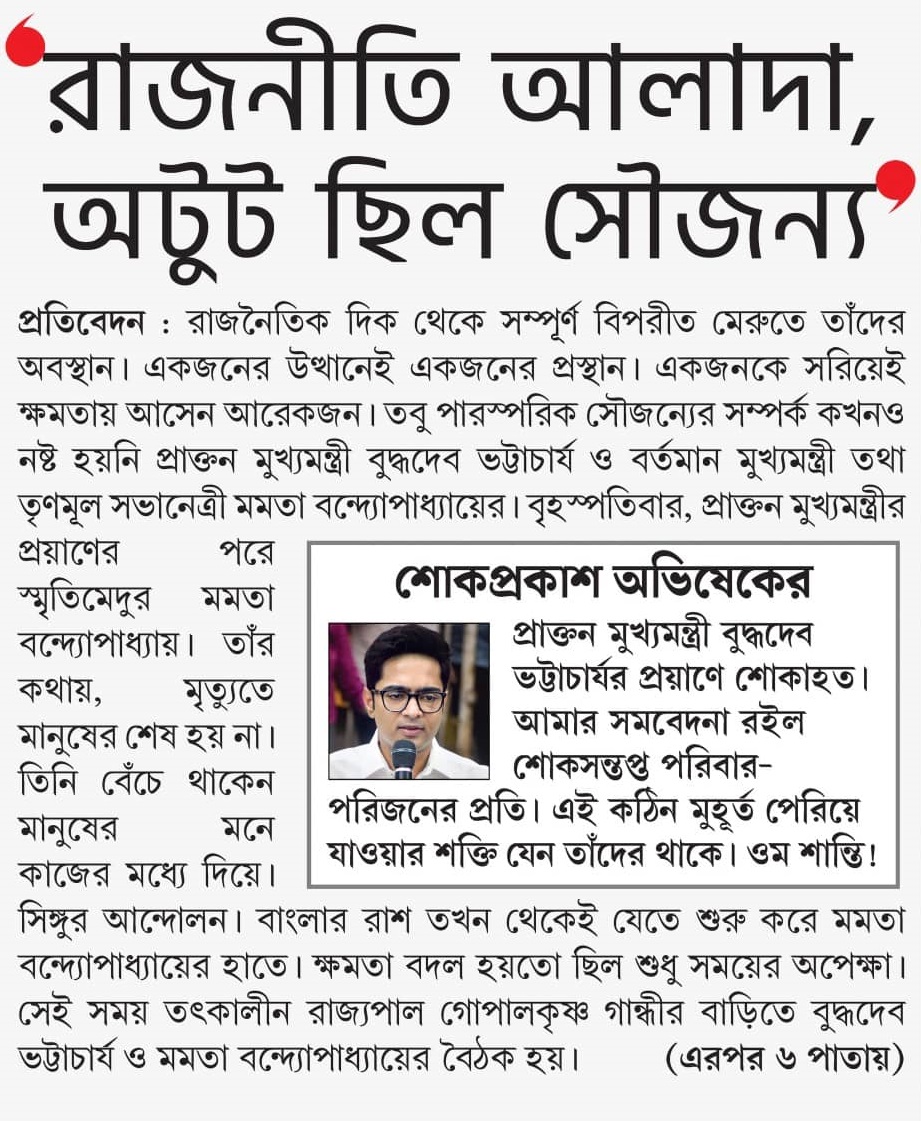 ‘রাজনীতি আলাদা,
অটুট ছিল সৌজন্য’
প্রতিবেদন : রাজনৈতিক দিক থেকে সম্পূর্ণ বিপরীত মেরুতে তাঁদের
অবস্থান। একজনের উত্থানেই একজনের প্রস্থান। একজনকে সরিয়েই
ক্ষমতায় আসেন আরেকজন। তবু পারস্পরিক সৌজন্যের সম্পর্ক কখনও
নষ্ট হয়নি প্রাক্তন মুখ্যমন্ত্রী বুদ্ধদেব ভট্টাচার্য ও বর্তমান মুখ্যমন্ত্রী তথা
তৃণমূল সভানেত্রী মমতা বন্দ্যোপাধ্যায়ের। বৃহস্পতিবার, প্রাক্তন মুখ্যমন্ত্রীর
প্রয়াণের পরে
স্মৃতিমেদুর মমতা
বন্দ্যোপাধ্যায়। তাঁর
কথায়, মৃত্যুতে
মানুষের শেষ হয় না।
তিনি বেঁচে থাকেন
মানুষের মনে
কাজের মধ্যে দিয়ে।
শোকপ্রকাশ অভিষেকের
প্রাক্তন মুখ্যমন্ত্রী বুদ্ধদেব
ভট্টাচার্যর প্রয়াণে শোকাহত।
আমার সমবেদনা রইল
শোকসন্তপ্ত পরিবার-
পরিজনের প্রতি। এই কঠিন মুহূর্ত পেরিয়ে
যাওয়ার শক্তি যেন তাঁদের থাকে। ওম শান্তি!
সিঙ্গুর আন্দোলন। বাংলার রাশ তখন থেকেই যেতে শুরু করে মমতা
বন্দ্যোপাধ্যায়ের হাতে। ক্ষমতা বদল হয়তো ছিল শুধু সময়ের অপেক্ষা।
সেই সময় তৎকালীন রাজ্যপাল গোপালকৃষ্ণ গান্ধীর বাড়িতে বুদ্ধদেব
ভট্টাচার্য ও মমতা বন্দ্যোপাধ্যায়ের বৈঠক হয়। (এরপর ৬ পাতায়)